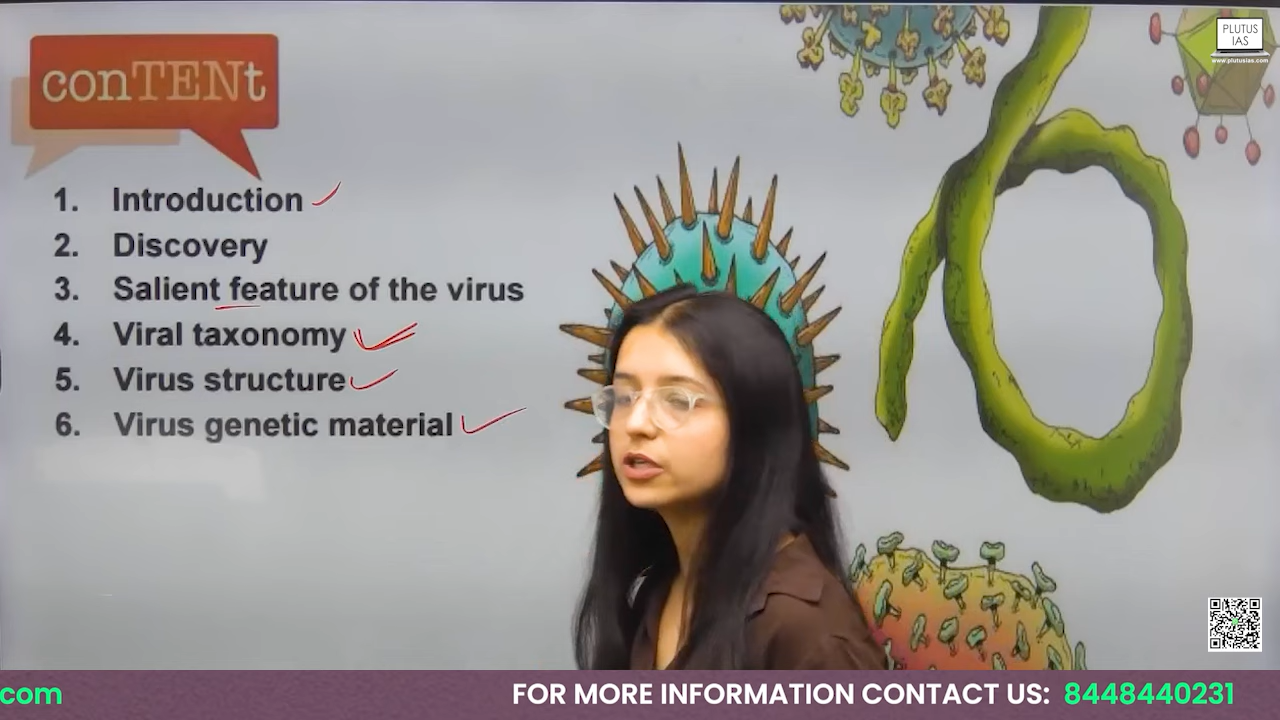 conTENt
1. Introduction
2. Discovery
3. Salient feature of the virus
4. Viral taxonomy
5. Virus structure
6. Virus genetic material
PLUTUS
IAS
www.plutusias.com
com
FOR MORE INFORMATION CONTACT US: 8448440231